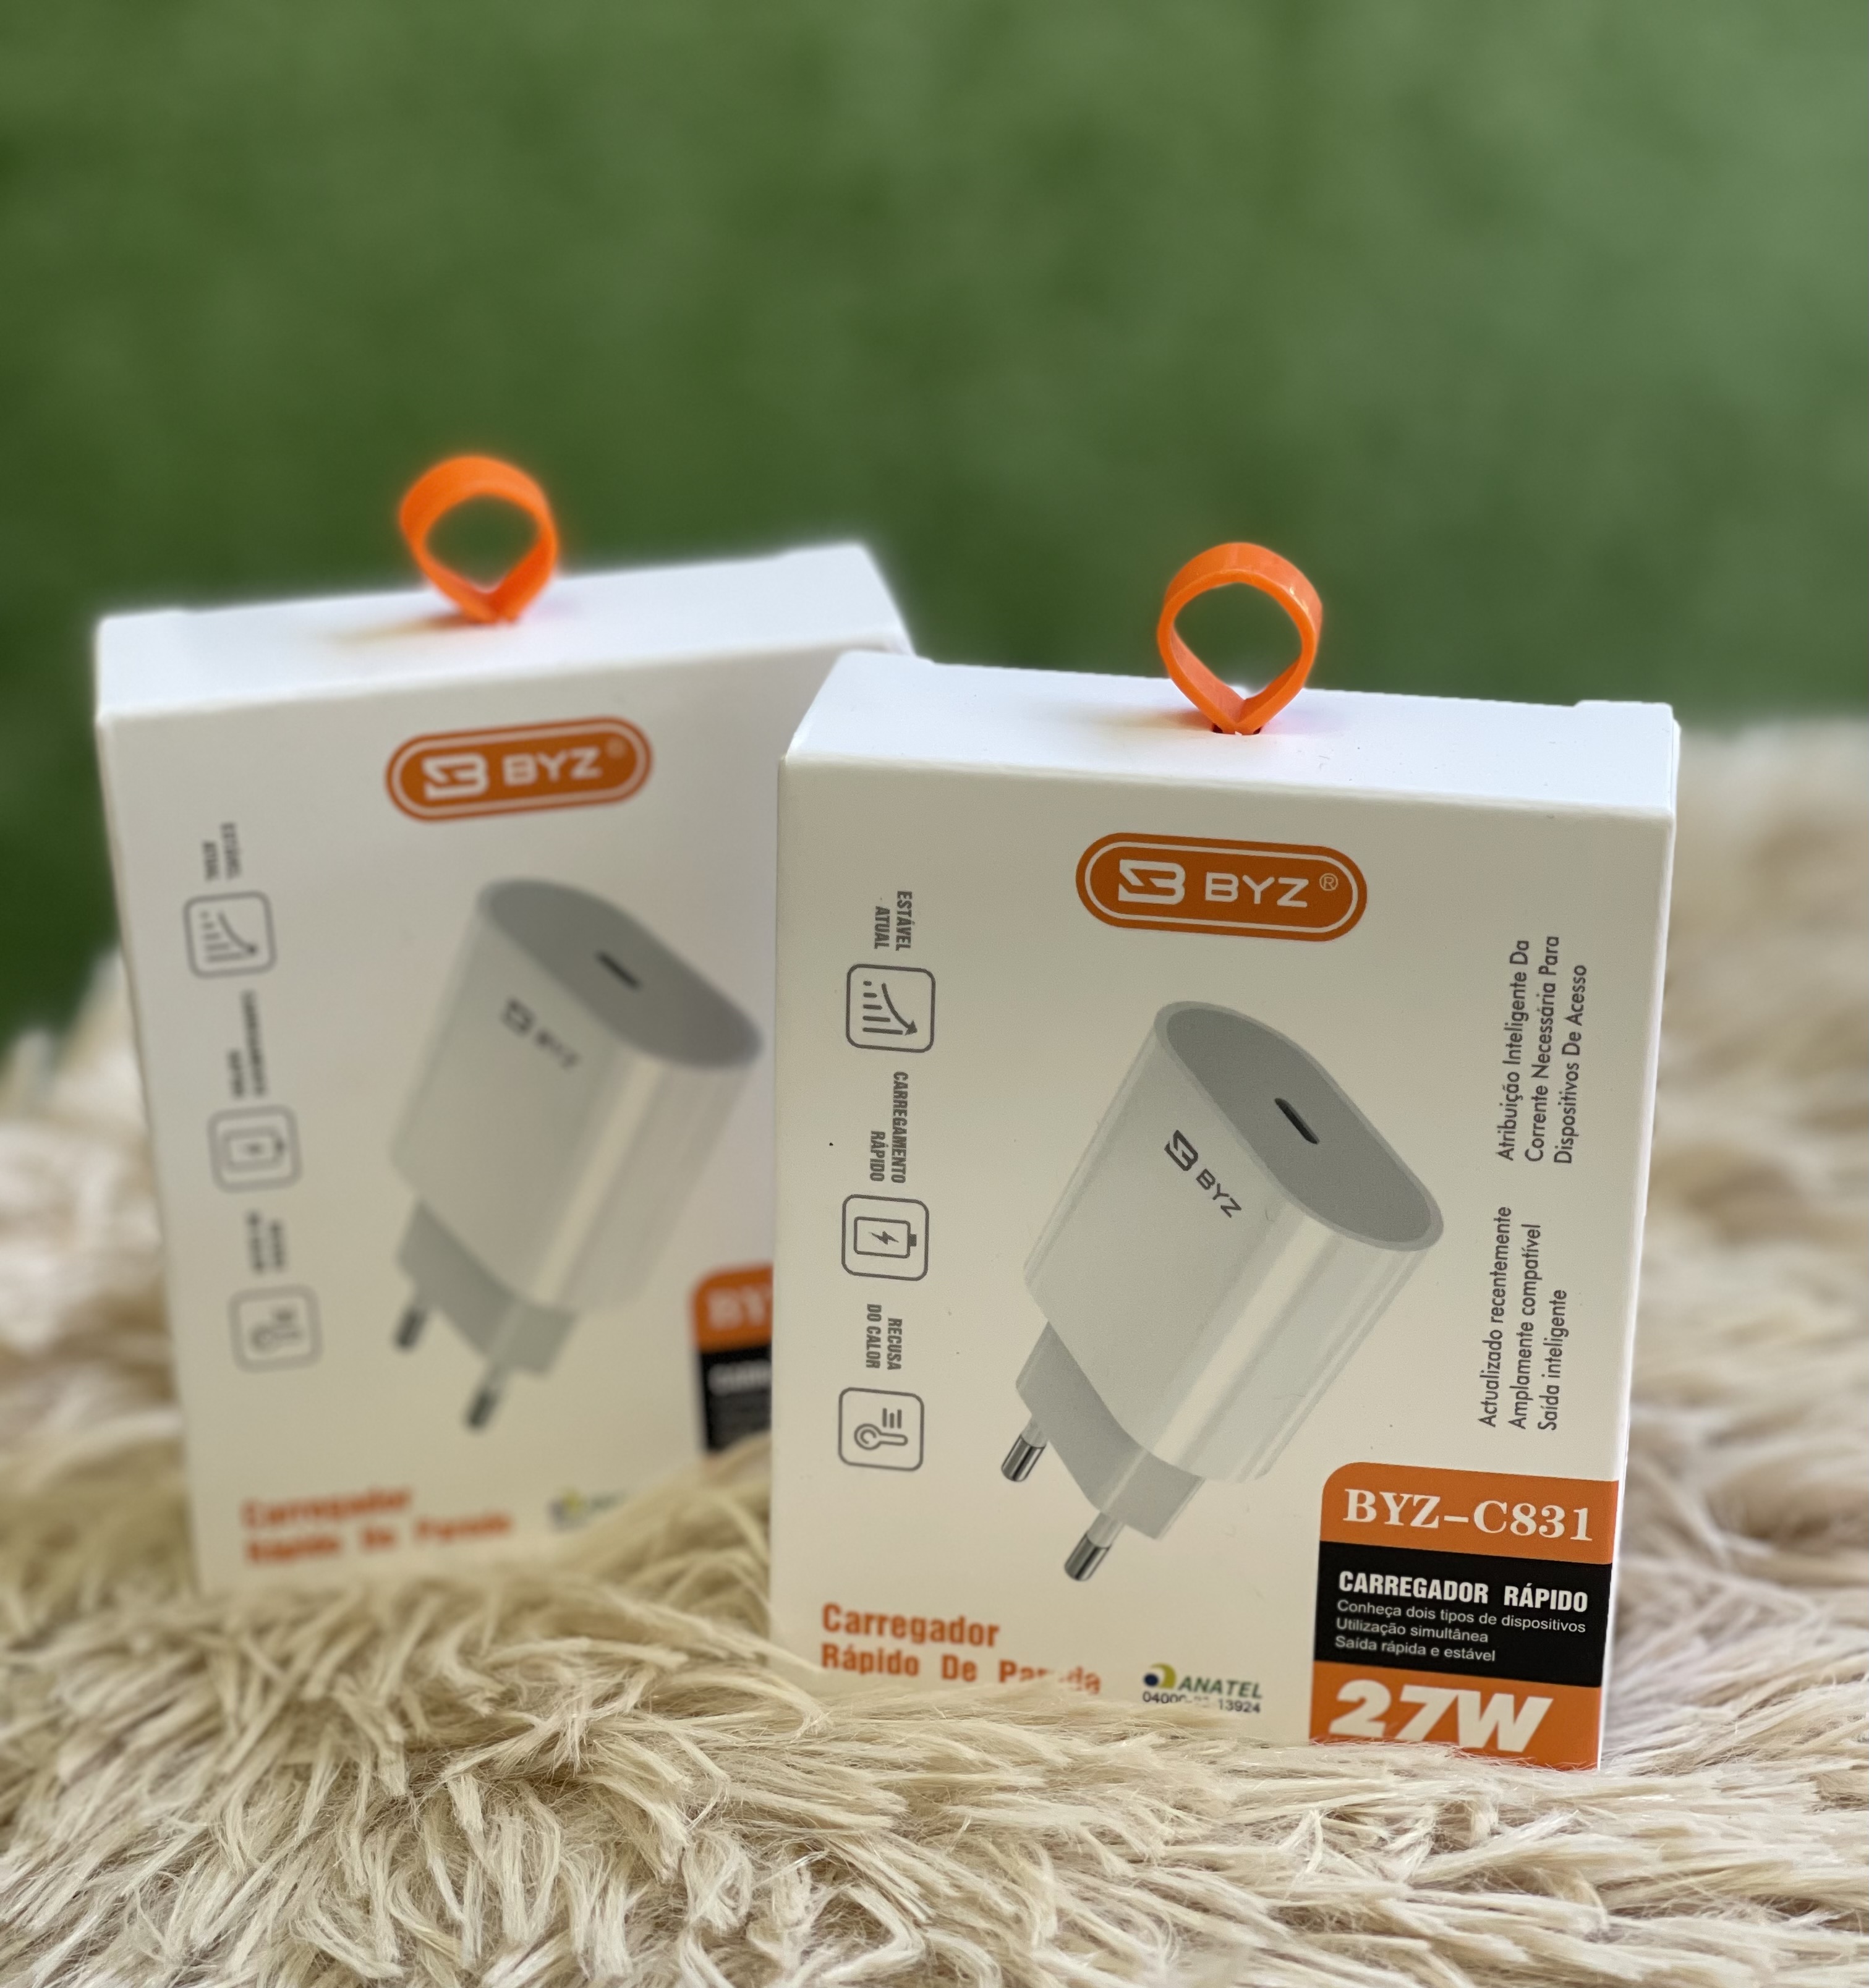 BYZ®
BYZ
Carregador
Rápido De
BYZ®
ESTÁVEL
ATUAL
CARREGAMENTO
RÁPIDO
RECUSA
DO CALOR
BYZ
Atribuição Inteligente Da
Corrente Necessária Para
Dispositivos De Acesso
Actualizado recentemente
Amplamente compatível
Saída inteligente
BYZ-C831
CARREGADOR RÁPIDO
Conheça dois tipos de dispositivos
Utilização simultânea
Saída rápida e estável
27W
Carregador
Rápido De
ANATEL